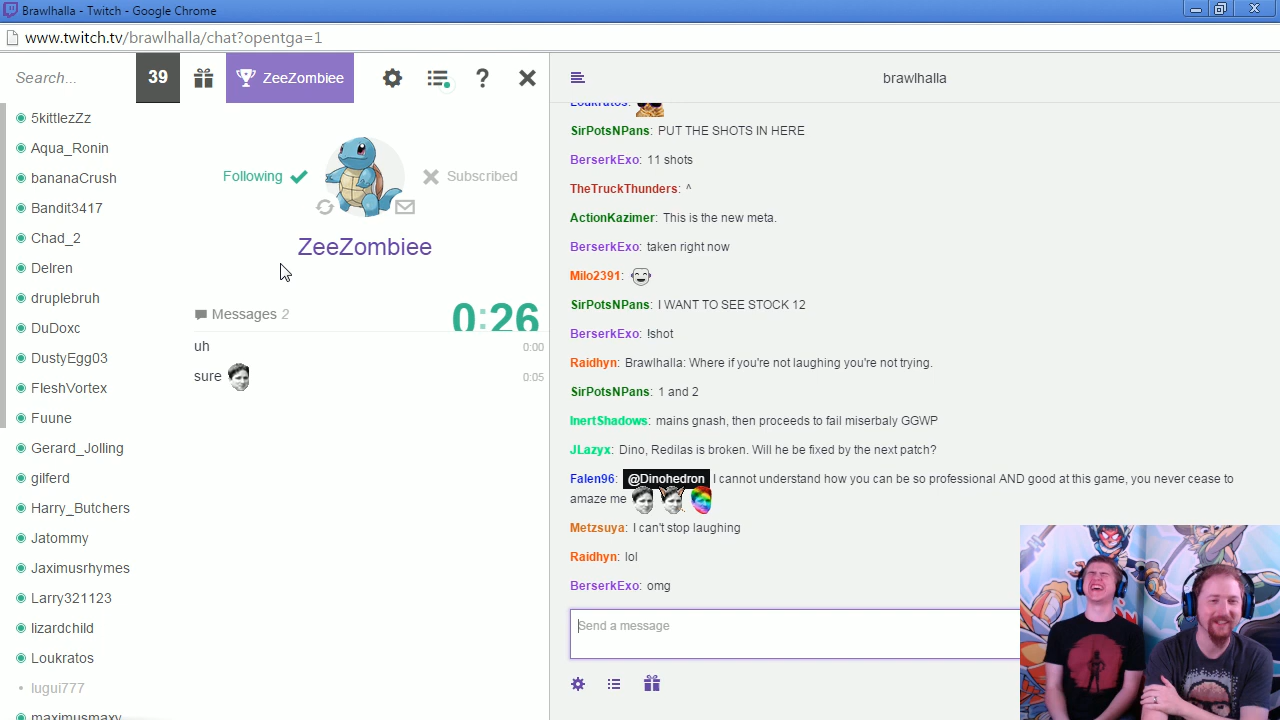 Brawlhalla - Twitch - Google Chrome
www.twitch.tv/brawlhalla/chat?opentga=1
Search...
39
ZeeZombiee
?
5kittlezZz
Aqua_Ronin
bananaCrush
Bandit3417
Chad_2
Delren
druplebruh
DuDoxc
DustyEgg03
FleshVortex
Fuune
Gerard_Jolling
gilferd
Harry_Butchers
Jatommy
Jaximusrhymes
Larry321123
lizardchild
Loukratos
lugui777
maximusmaxv
Following
Subscribed
ZeeZombiee
Messages 2
0:26
uh 0:00
sure 0:05
brawlhalla
Loukratos:
SirPotsNPans: PUT THE SHOTS IN HERE
BerserkExo: 11 shots
TheTruckThunders: ^
ActionKazimer: This is the new meta.
BerserkExo: taken right now
Milo2391:
SirPotsNPans: I WANT TO SEE STOCK 12
BerserkExo: !shot
Raidhyn: Brawlhalla: Where if you're not laughing you're not trying.
SirPotsNPans: 1 and 2
InertShadows: mains gnash, then proceeds to fail miserbaly GGWP
JLazyx: Dino, Redilas is broken. Will he be fixed by the next patch?
Falen96: @Dinohedron I cannot understand how you can be so professional AND good at this game, you never cease to
amaze me
Metzsuya: I can't stop laughing
Raidhyn: lol
BerserkExo: omg
Send a message